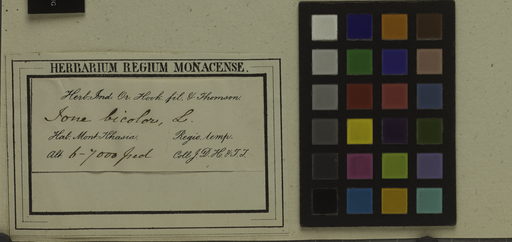 HERBARIUM REGIUM MONACENSE.
Herb. Ind. Or. Hook. fil. & Thomson.
Ione bicolor, L.
Hab. Mont. Khasia. Regio temp.
Alt. 6-7000 ped. Coll. J. D. H. & T. T.